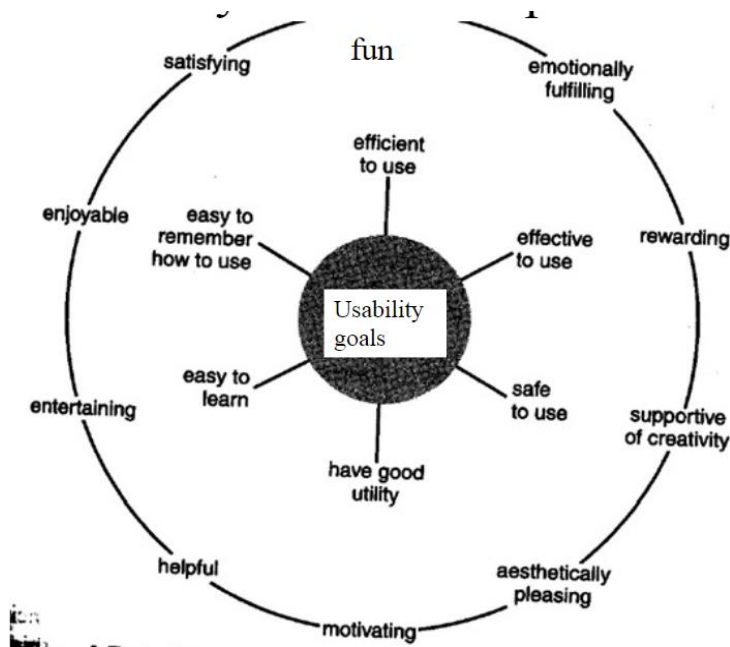 fun
satisfying
emotionally
fulfilling
efficient
to use
enjoyable
easy to
remember
how to use
effective
to use
rewarding
Usability
goals
easy to
learn
safe
to use
entertaining
supportive
of creativity
have good
utility
helpful
aesthetically
pleasing
motivating